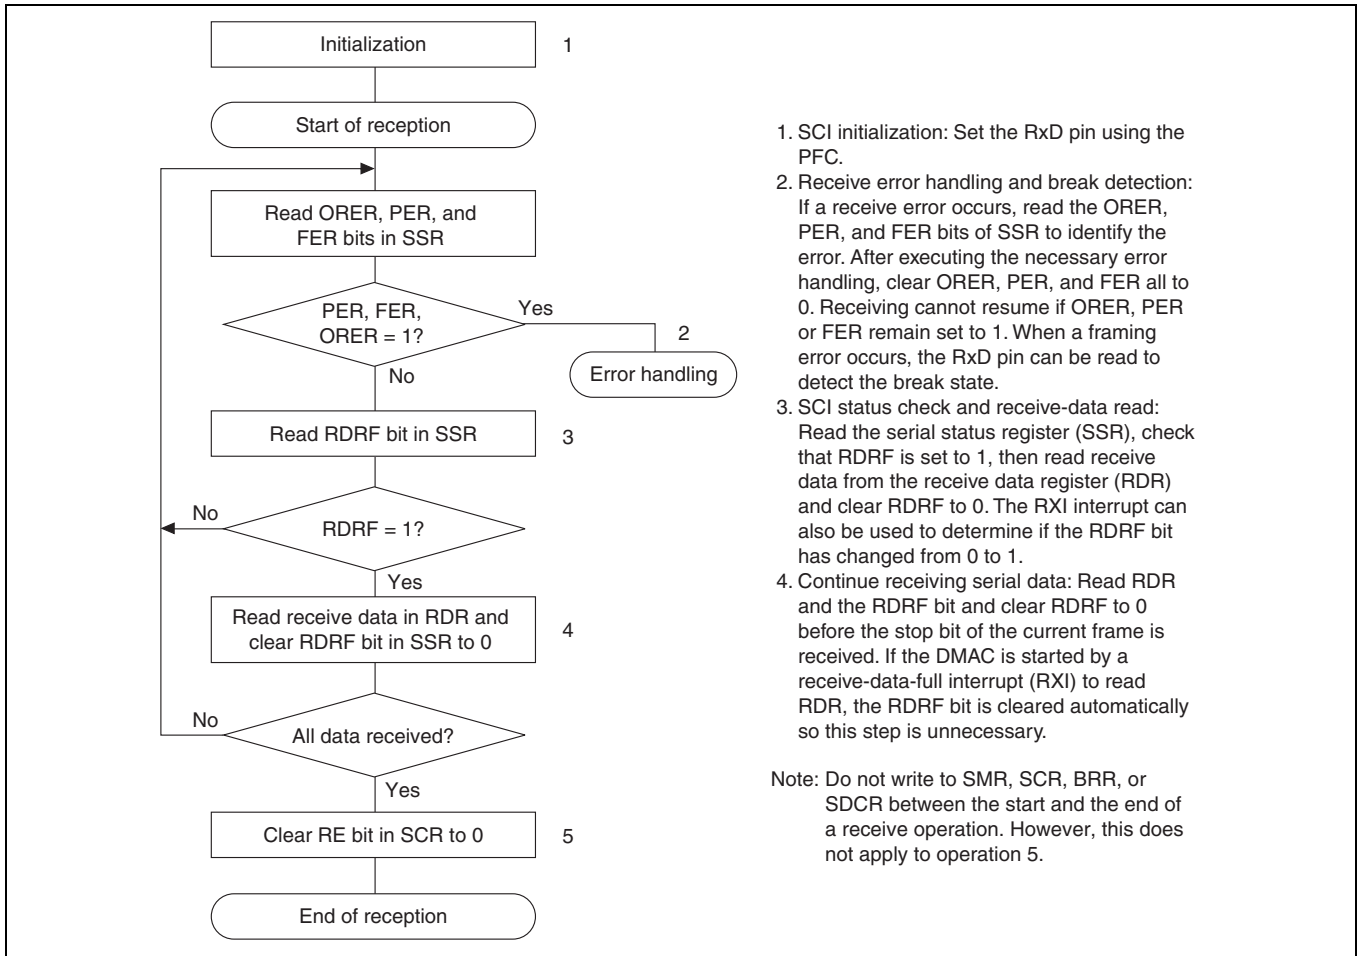 Initialization
1
Start of reception
Read ORER, PER, and
FER bits in SSR
PER, FER,
ORER = 1?
Yes
2
Error handling
No
Read RDRF bit in SSR
3
No
RDRF = 1?
Yes
Read receive data in RDR and
clear RDRF bit in SSR to 0
4
No
All data received?
Yes
Clear RE bit in SCR to 0
5
End of reception
1. SCI initialization: Set the RxD pin using the
PFC.
2. Receive error handling and break detection:
If a receive error occurs, read the ORER,
PER, and FER bits of SSR to identify the
error. After executing the necessary error
handling, clear ORER, PER, and FER all to
0. Receiving cannot resume if ORER, PER
or FER remain set to 1. When a framing
error occurs, the RxD pin can be read to
detect the break state.
3. SCI status check and receive-data read:
Read the serial status register (SSR), check
that RDRF is set to 1, then read receive
data from the receive data register (RDR)
and clear RDRF to 0. The RXI interrupt can
also be used to determine if the RDRF bit
has changed from 0 to 1.
4. Continue receiving serial data: Read RDR
and the RDRF bit and clear RDRF to 0
before the stop bit of the current frame is
received. If the DMAC is started by a
receive-data-full interrupt (RXI) to read
RDR, the RDRF bit is cleared automatically
so this step is unnecessary.
Note: Do not write to SMR, SCR, BRR, or
SDCR between the start and the end of
a receive operation. However, this does
not apply to operation 5.